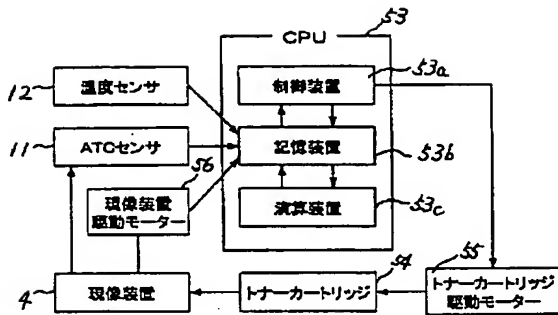 53
CPU
12
温度センサ
制御装置
53a
11
ATCセンサ
記憶装置
53b
56
現像装置
駆動モーター
演算装置
53c
4
現像装置
54
トナーカートリッジ
55
トナーカートリッジ
駆動モーター